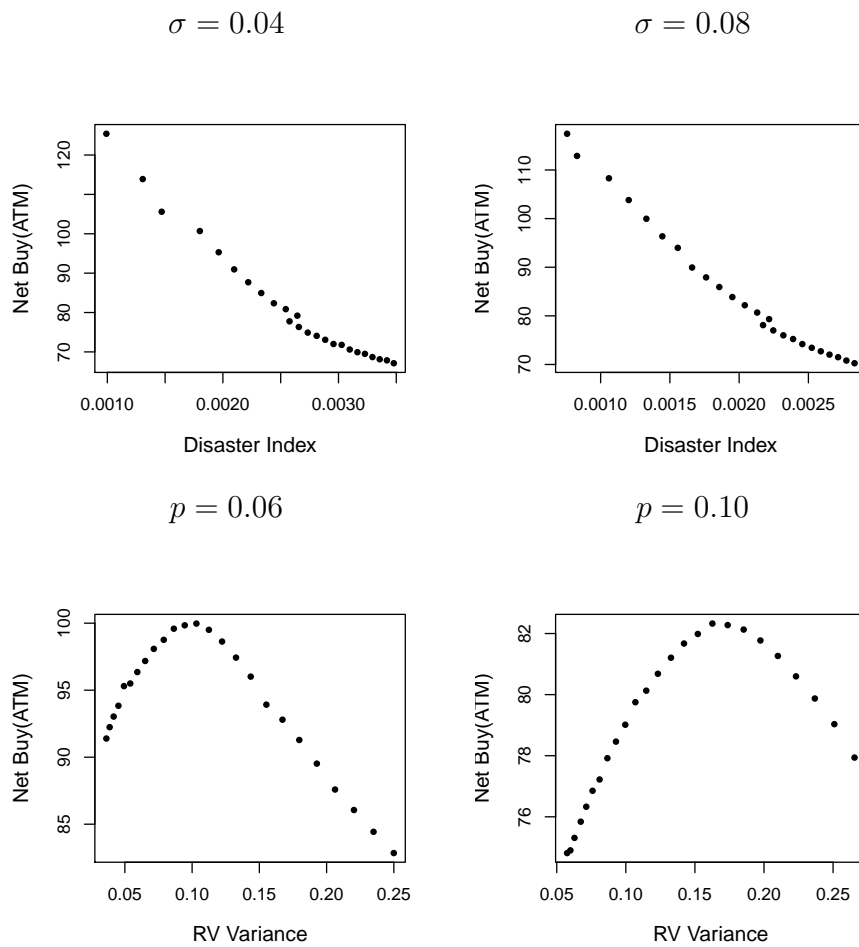 σ = 0.04
σ = 0.08
Net Buy(ATM)
70
80
90
100
120
0.0010
0.0020
0.0030
Disaster Index
Net Buy(ATM)
70
80
90
100
110
0.0010
0.0015
0.0020
0.0025
Disaster Index
p = 0.06
p = 0.10
Net Buy(ATM)
85
90
95
100
0.05
0.10
0.15
0.20
0.25
RV Variance
Net Buy(ATM)
76
78
80
82
0.05
0.10
0.15
0.20
0.25
RV Variance